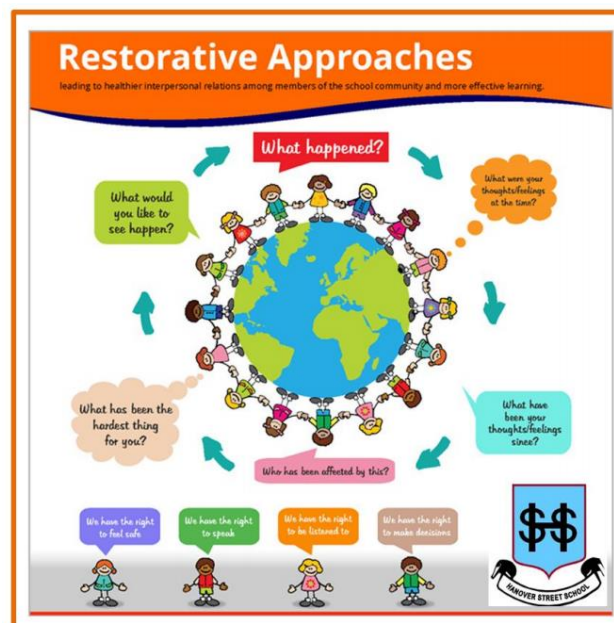 Restorative Approaches
leading to healthier interpersonal relations among members of the school community and more effective learning.
What happened?
What were your
thoughts/feelings
at the time?
What have
been your
thoughts/feelings
since?
Who has been affected by this?
What has been the
hardest thing
for you?
What would
you like to
see happen?
We have the right
to feel safe
We have the right
to speak
We have the right
to be listened to
We have the right
to make decisions
SHS
HANOVER STREET SCHOOL